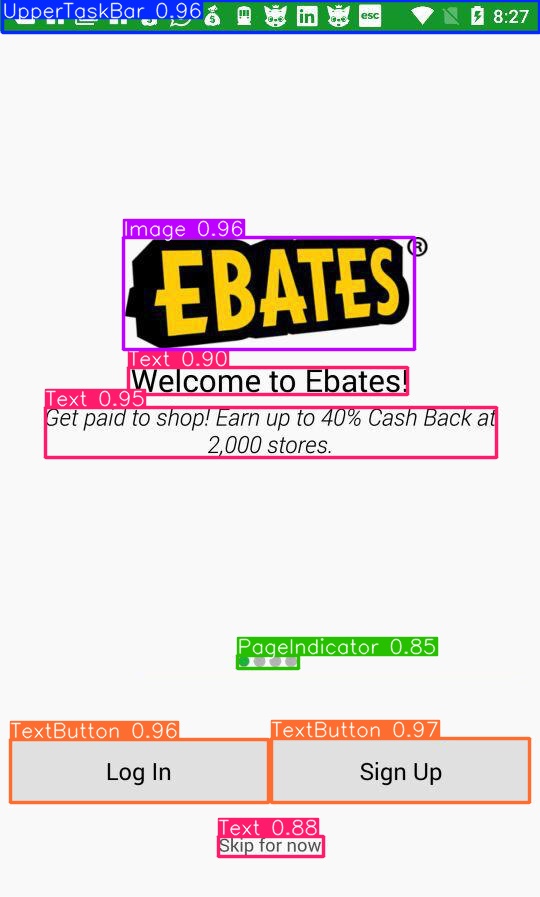 UpperTaskBar 0.96
in
esc
8:27
Image 0.96
EBATES®
Text 0.90
Welcome to Ebates!
Text 0.95
Get paid to shop! Earn up to 40% Cash Back at
2,000 stores.
PageIndicator 0.85
TextButton 0.96
TextButton 0.97
Log In
Sign Up
Text 0.88
Skip for now